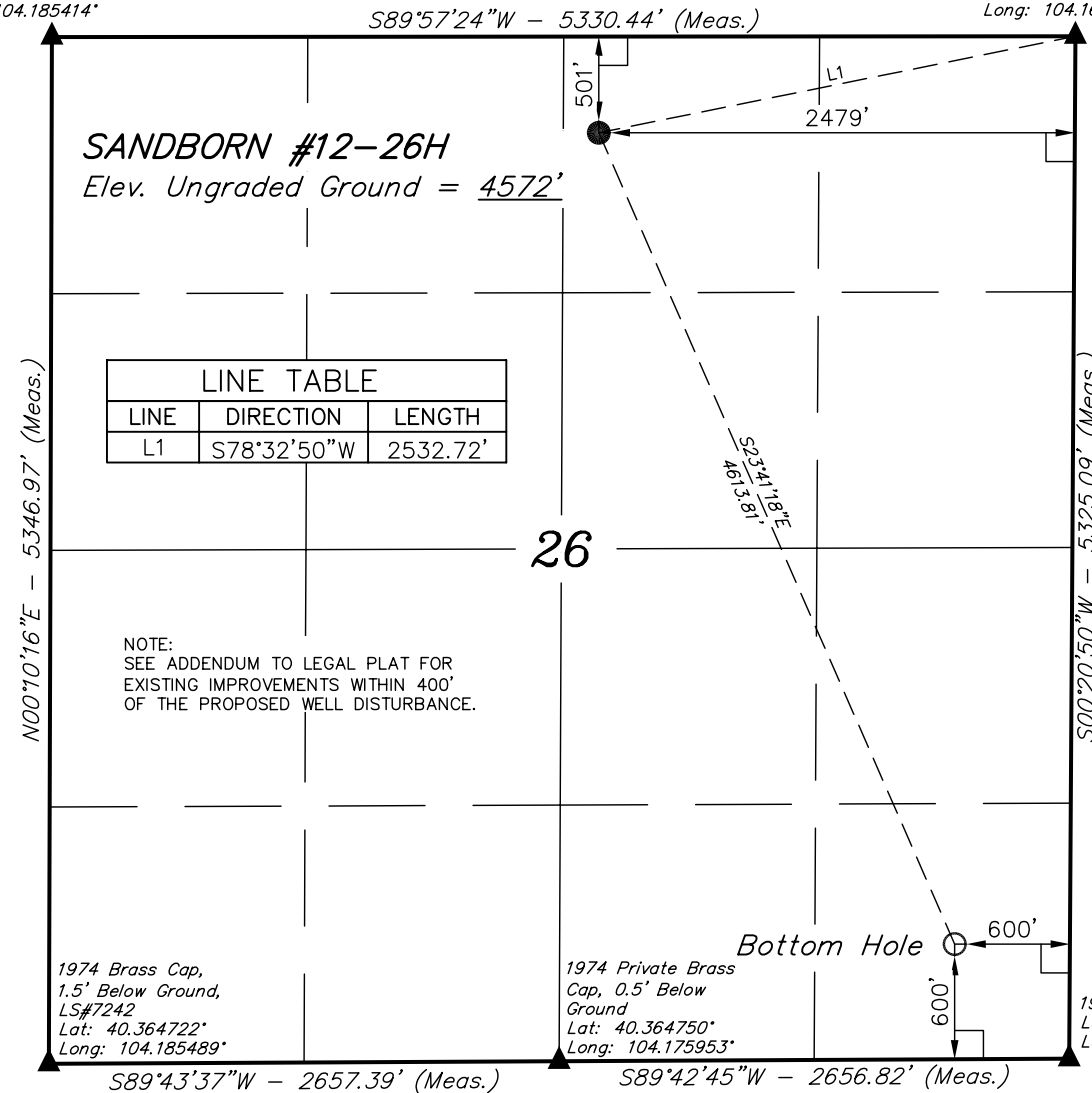 104.185414°
S89°57'24"W – 5330.44' (Meas.)
Long:
501'
L1
2479'
SANDBORN #12–26H
Elev. Ungraded Ground = 4572'
LINE TABLE
LINE DIRECTION LENGTH
L1 S78°32'50"W 2532.72'
N00°10'16"E – 5346.97' (Meas.)
S00°20'50"W – 5325.09' (Meas.)
S23°41'18"E
4613.81'
26
NOTE:
SEE ADDENDUM TO LEGAL PLAT FOR
EXISTING IMPROVEMENTS WITHIN 400'
OF THE PROPOSED WELL DISTURBANCE.
Bottom Hole
600'
600'
1974 Brass Cap,
1.5' Below Ground,
LS#7242
Lat: 40.364722°
Long: 104.185489°
1974 Private Brass
Cap, 0.5' Below
Ground
Lat: 40.364750°
Long: 104.175953°
S89°43'37"W – 2657.39' (Meas.)
S89°42'45"W – 2656.82' (Meas.)